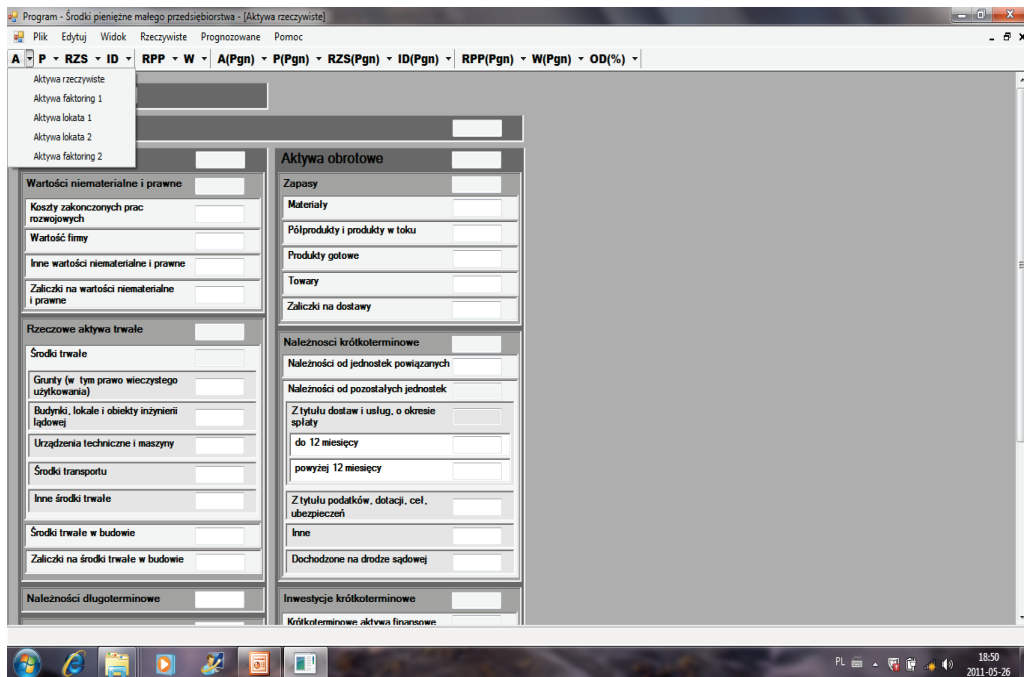 Program - Środki pieniężne małego przedsiębiorstwa - [Aktywa rzeczywiste]
Plik Edytuj Widok Rzeczywiste Prognozowane Pomoc
A P RZS ID RPP W A(Pgn) P(Pgn) RZS(Pgn) ID(Pgn) RPP(Pgn) W(Pgn) OD(%)
Aktywa rzeczywiste
Aktywa faktoring 1
Aktywa lokata 1
Aktywa lokata 2
Aktywa faktoring 2
Wartości niematerialne i prawne
Koszty zakonczonych prac
rozwojowych
Wartość firmy
Inne wartości niematerialne i prawne
Zaliczki na wartości niematerialne
i prawne
Rzeczowe aktywa trwałe
Środki trwałe
Grunty (w tym prawo wieczystego
użytkowania)
Budynki, lokale i obiekty inżynierii
lądowej
Urządzenia techniczne i maszyny
Środki transportu
Inne środki trwałe
Środki trwałe w budowie
Zaliczki na środki trwałe w budowie
Należności długoterminowe
Aktywa obrotowe
Zapasy
Materiały
Półprodukty i produkty w toku
Produkty gotowe
Towary
Zaliczki na dostawy
Należnosci krótkoterminowe
Należności od jednostek powiązanych
Należności od pozostałych jednostek
Z tytułu dostaw i usług, o okresie
spłaty
do 12 miesięcy
powyżej 12 miesięcy
Z tytułu podatków, dotacji, ceł,
ubezpieczeń
Inne
Dochodzone na drodze sądowej
Inwestycje krótkoterminowe
Krótkoterminowe aktywa finansowe
PL
18:50
2011-05-26